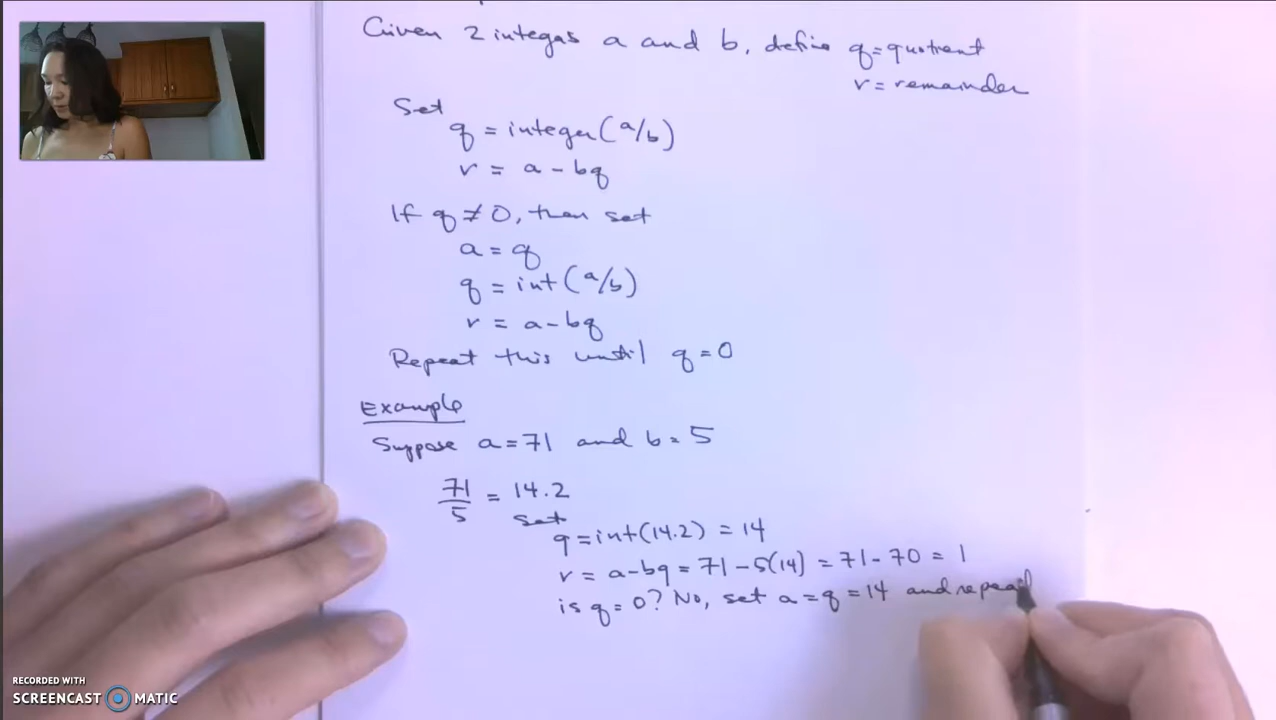 Given 2 integas a and b, define q = quotient
r = remainder
Set
q = integer(a/b)
r = a - bq
If q ≠ 0, then set
a = q
q = int(a/b)
r = a - bq
Repeat this until q = 0
Example
Suppose a = 71 and b = 5
71/5 = 14.2
set
q = int(14.2) = 14
r = a - bq = 71 - 5(14) = 71 - 70 = 1
is q = 0? No, set a = q = 14 and repeat
RECORDED WITH
SCREENCAST MATIC